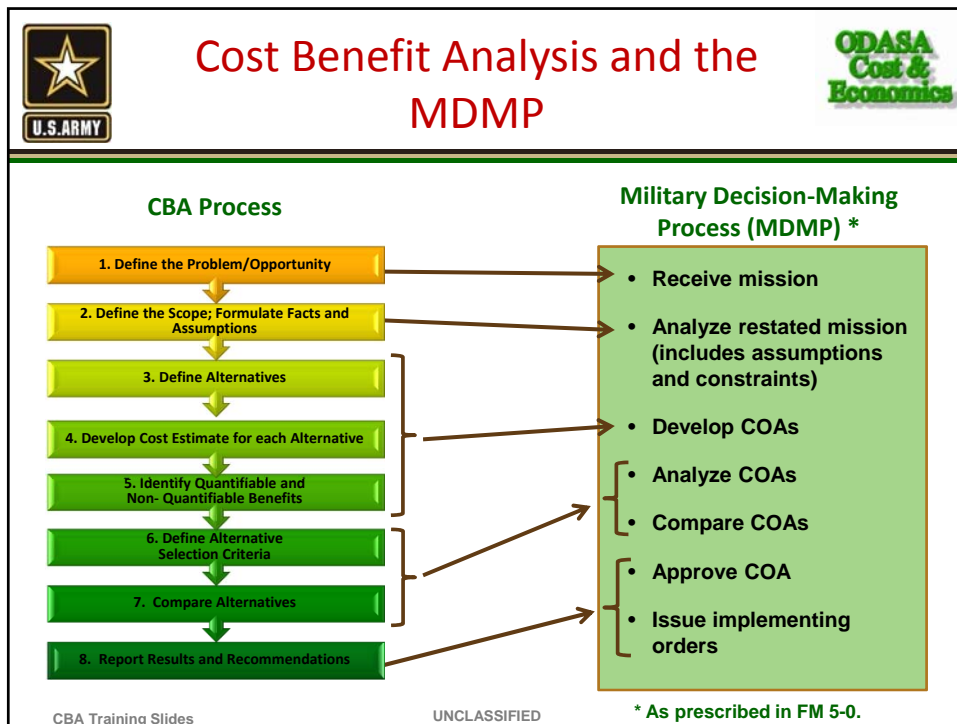 U.S.ARMY
Cost Benefit Analysis and the
MDMP
ODASA
Cost &
Economics
CBA Process
1. Define the Problem/Opportunity
2. Define the Scope; Formulate Facts and
Assumptions
3. Define Alternatives
4. Develop Cost Estimate for each Alternative
5. Identify Quantifiable and
Non- Quantifiable Benefits
6. Define Alternative
Selection Criteria
7. Compare Alternatives
8. Report Results and Recommendations
Military Decision-Making
Process (MDMP) *
• Receive mission
• Analyze restated mission
(includes assumptions
and constraints)
• Develop COAs
• Analyze COAs
• Compare COAs
• Approve COA
• Issue implementing
orders
CBA Training Slides
UNCLASSIFIED
* As prescribed in FM 5-0.